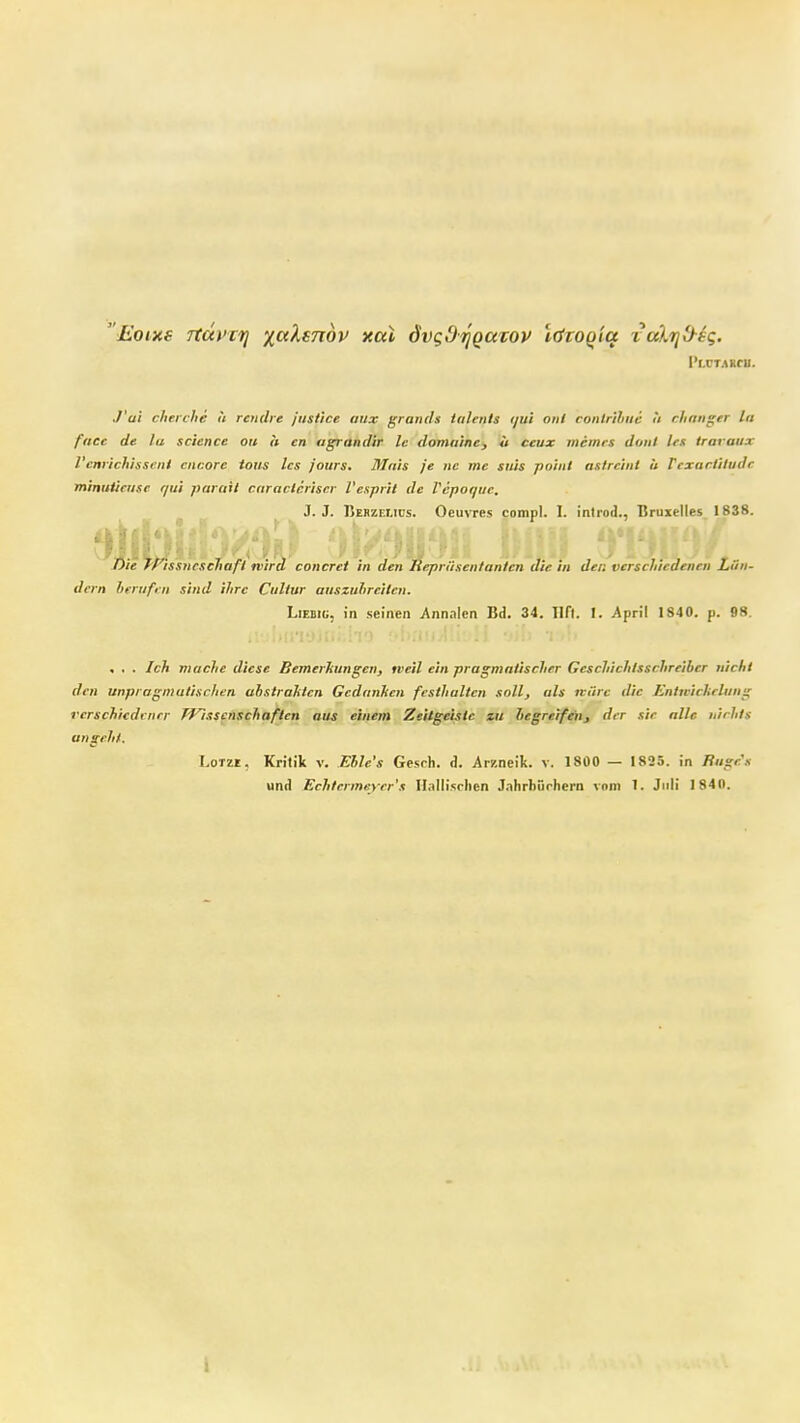 Ἔοικε πάντῃ χαλεπὸν καὶ δυςθήρατον ἱστορίᾳ τἀληθές.
PLUTARCH.
J'ai cherché à rendre justice aux grands talents qui ont contribué à changer la
face de la science ou à en agrandir le domaine, à ceux mêmes dont les travaux
l'enrichissent encore tous les jours. Mais je ne me suis point astreint à l'exactitude
minutieuse qui parait caractériser l'esprit de l'époque.
J. J. BERZELIUS. Oeuvres compl. I. introd., Bruxelles 1838.
Die Wissneschaft wird concret in den Repräsentanten die in den verschiedenen Län-
dern berufen sind ihre Cultur auszubreiten.
LIEBIG, in seinen Annalen Bd. 34. Hft. 1. April 1840. p. 98.
. . . Ich mache diese Bemerkungen, weil ein pragmatischer Geschichtsschreiber nicht
den unpragmatischen abstrakten Gedanken festhalten soll, als wäre die Entwickelung
verschiedener Wissenschaften aus einem Zeitgeiste zu begreifen, der sie alle nichts
angeht.
LOTZE, Kritik v. Eble's Gesch. d. Arzneik. v. 1800 — 1825. in Ruge's
und Echtermeyer's Hallischen Jahrbüchern vom 1. Juli 1840.